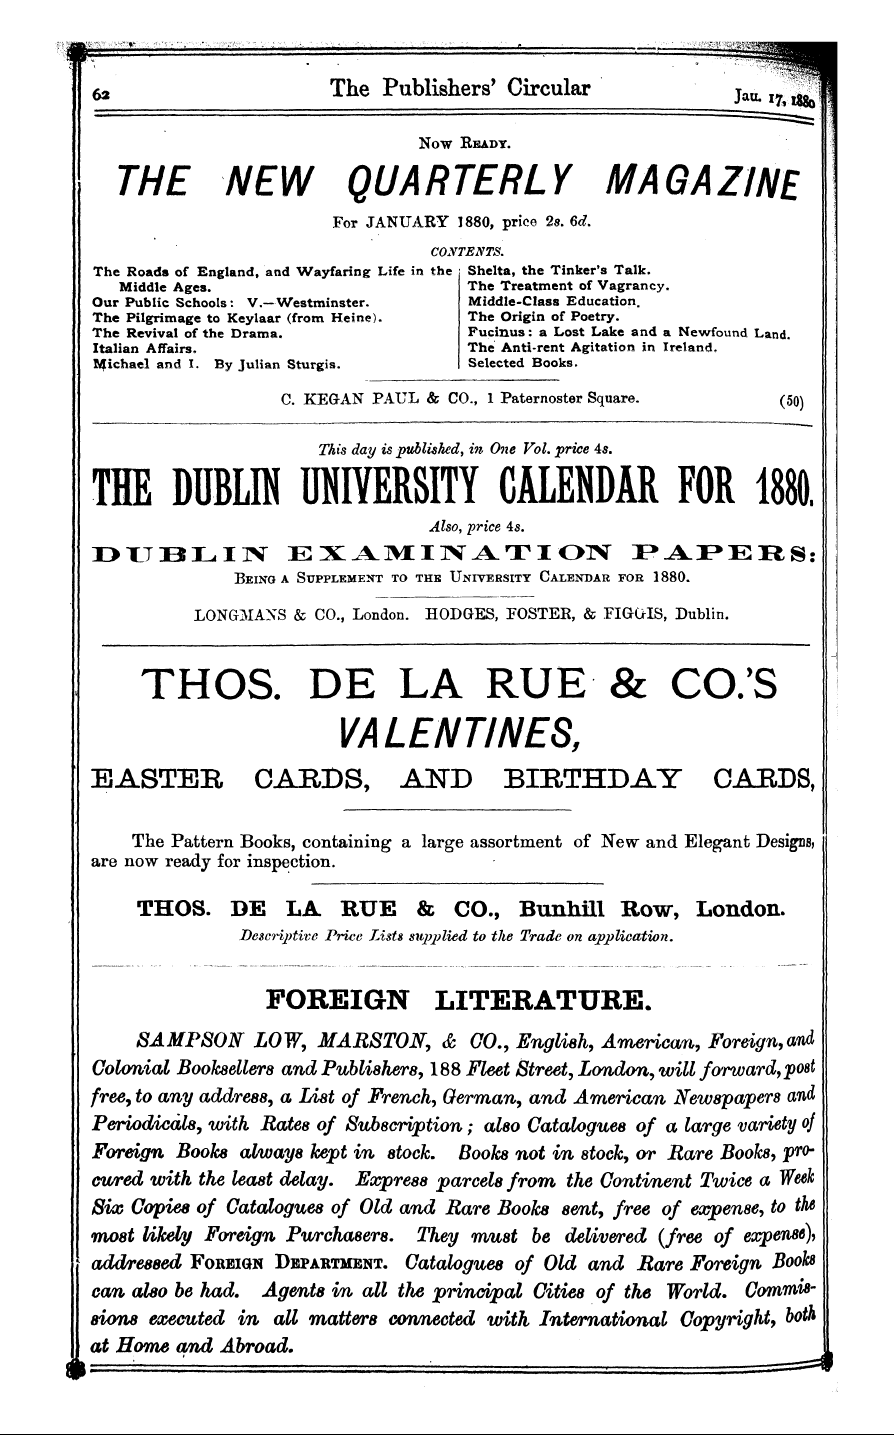 62 The Publishers' Circular Jan. 17, 1880
NOW READY.
THE NEW QUARTERLY MAGAZINE
For JANUARY 1880, price 2s. 6d.
CONTENTS.
The Roads of England, and Wayfaring Life in the
Middle Ages.
Our Public Schools: V.—Westminster.
The Pilgrimage to Keylaar (from Heine).
The Revival of the Drama.
Italian Affairs.
Michael and I. By Julian Sturgis.
Shelta, the Tinker's Talk.
The Treatment of Vagrancy.
Middle-Class Education.
The Origin of Poetry.
Fucinus: a Lost Lake and a Newfound Land.
The Anti-rent Agitation in Ireland.
Selected Books.
C. KEGAN PAUL & CO., 1 Paternoster Square. (50)
This day is published, in One Vol. price 4s.
THE DUBLIN UNIVERSITY CALENDAR FOR 1880.
Also, price 4s.
DUBLIN EXAMINATION PAPERS:
BEING A SUPPLEMENT TO THE UNIVERSITY CALENDAR FOR 1880.
LONGMANS & CO., London. HODGES, FOSTER, & FIGGIS, Dublin.
THOS. DE LA RUE & CO.'S
VALENTINES,
EASTER CARDS, AND BIRTHDAY CARDS,
The Pattern Books, containing a large assortment of New and Elegant Designs,
are now ready for inspection.
THOS. DE LA RUE & CO., Bunhill Row, London.
Descriptive Price Lists supplied to the Trade on application.
FOREIGN LITERATURE.
SAMPSON LOW, MARSTON, & CO., English, American, Foreign, and
Colonial Booksellers and Publishers, 188 Fleet Street, London, will forward, post
free, to any address, a List of French, German, and American Newspapers and
Periodicals, with Rates of Subscription; also Catalogues of a large variety of
Foreign Books always kept in stock. Books not in stock, or Rare Books, pro-
cured with the least delay. Express parcels from the Continent Twice a Week
Six Copies of Catalogues of Old and Rare Books sent, free of expense, to the
most likely Foreign Purchasers. They must be delivered (free of expense),
addressed FOREIGN DEPARTMENT. Catalogues of Old and Rare Foreign Books
can also be had. Agents in all the principal Cities of the World. Commis-
sions executed in all matters connected with International Copyright, both
at Home and Abroad.